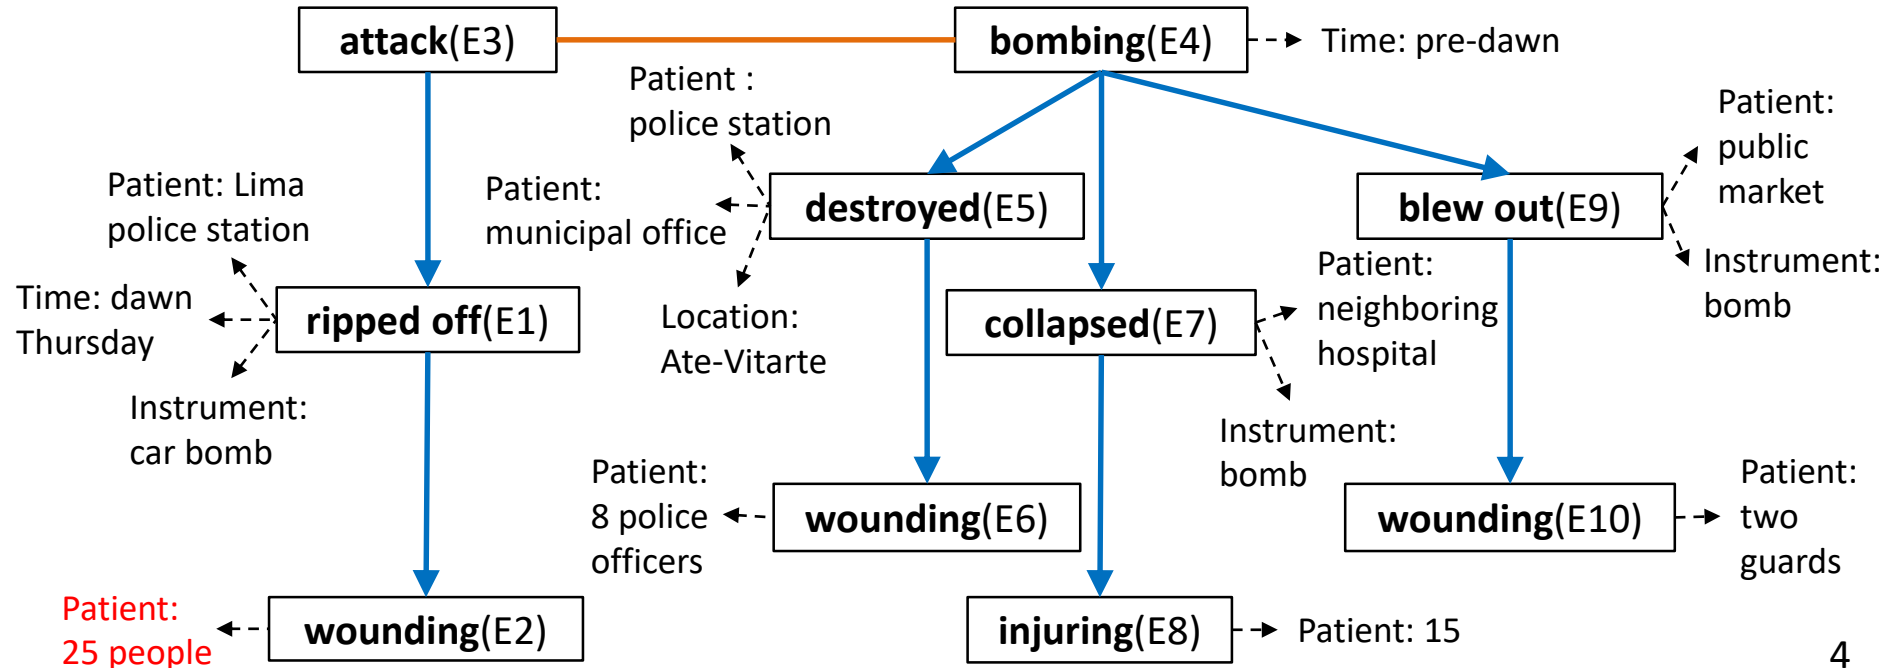 attack(E3)
bombing(E4)
Time: pre-dawn
Patient :
police station
Patient:
public
market
Patient: Lima
police station
Patient:
municipal office
destroyed(E5)
blew out(E9)
Time: dawn
Thursday
ripped off(E1)
Location:
Ate-Vitarte
collapsed(E7)
Patient:
neighboring
hospital
Instrument:
bomb
Instrument:
car bomb
Instrument:
bomb
Patient:
8 police
officers
wounding(E6)
wounding(E10)
Patient:
two
guards
Patient:
25 people
wounding(E2)
injuring(E8)
Patient: 15
4